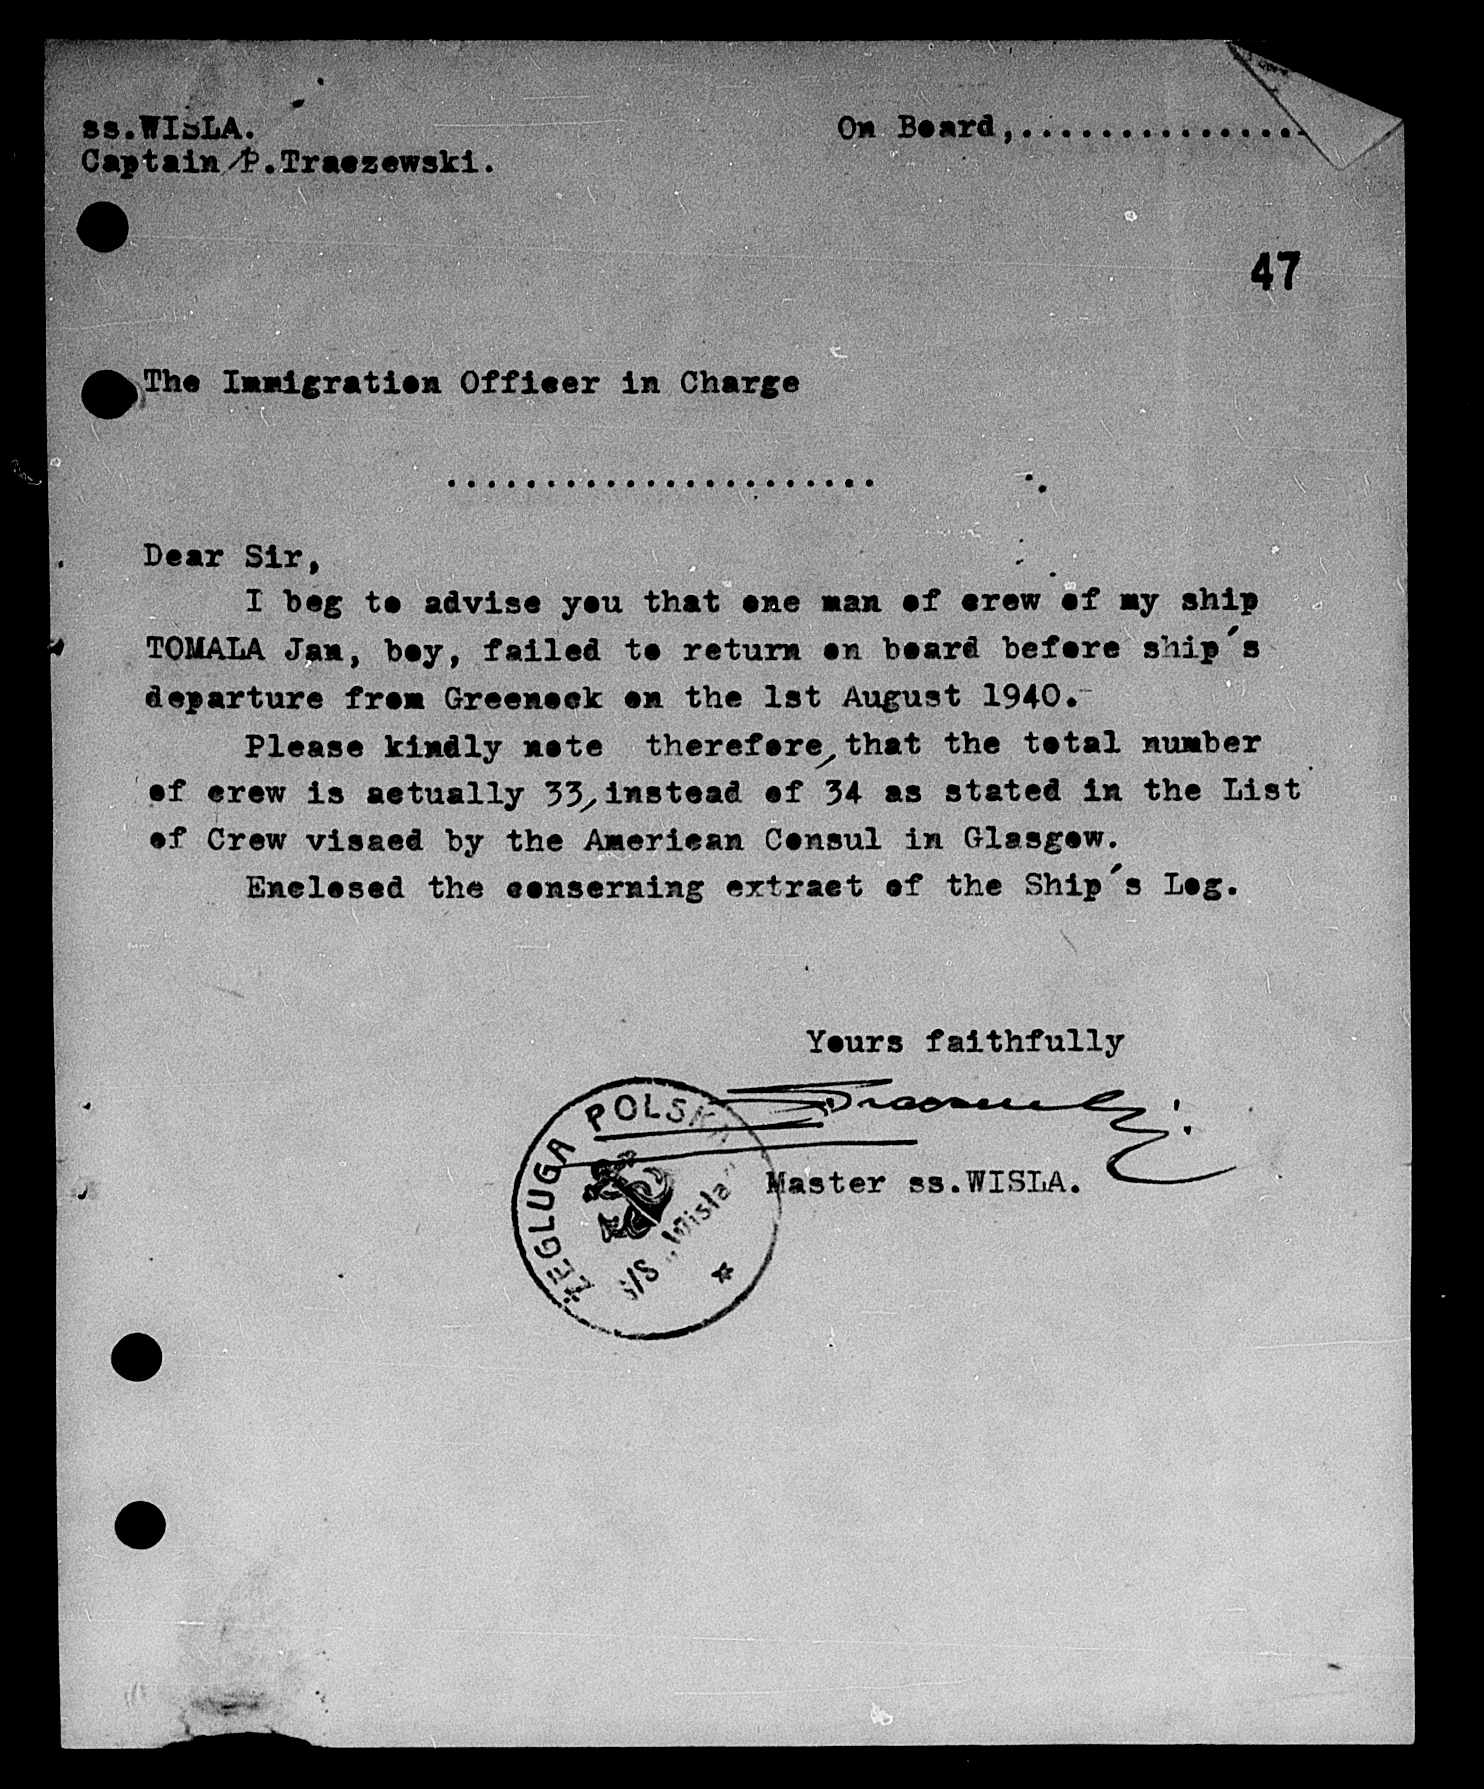 ss.WISLA.
On Board,................
Captain P.Traczewski.
47
The Immigration Officer in Charge
......................
Dear Sir,
I beg to advise you that one man of crew of my ship
TOMALA Jan, boy, failed to return on board before ship´s
departure from Greenock on the 1st August 1940.-
Please kindly note therefore, that the total number
of crew is actually 33, instead of 34 as stated in the List
of Crew visaed by the American Consul in Glasgow.
Enclosed the conserning extract of the Ship´s Log.
Yours faithfully
Master ss.WISLA.
ŻEGLUGA POLSKA
S/S „Wisla"